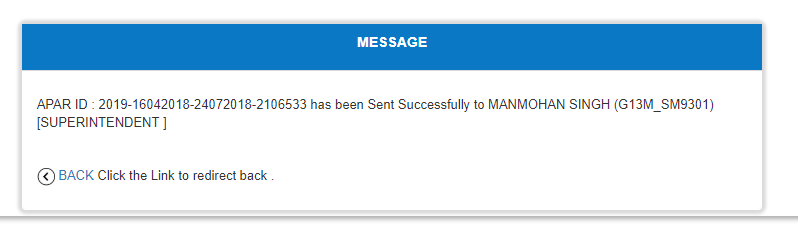 MESSAGE
APAR ID : 2019-16042018-24072018-2106533 has been Sent Successfully to MANMOHAN SINGH (G13M_SM9301)
[SUPERINTENDENT ]
BACK Click the Link to redirect back .